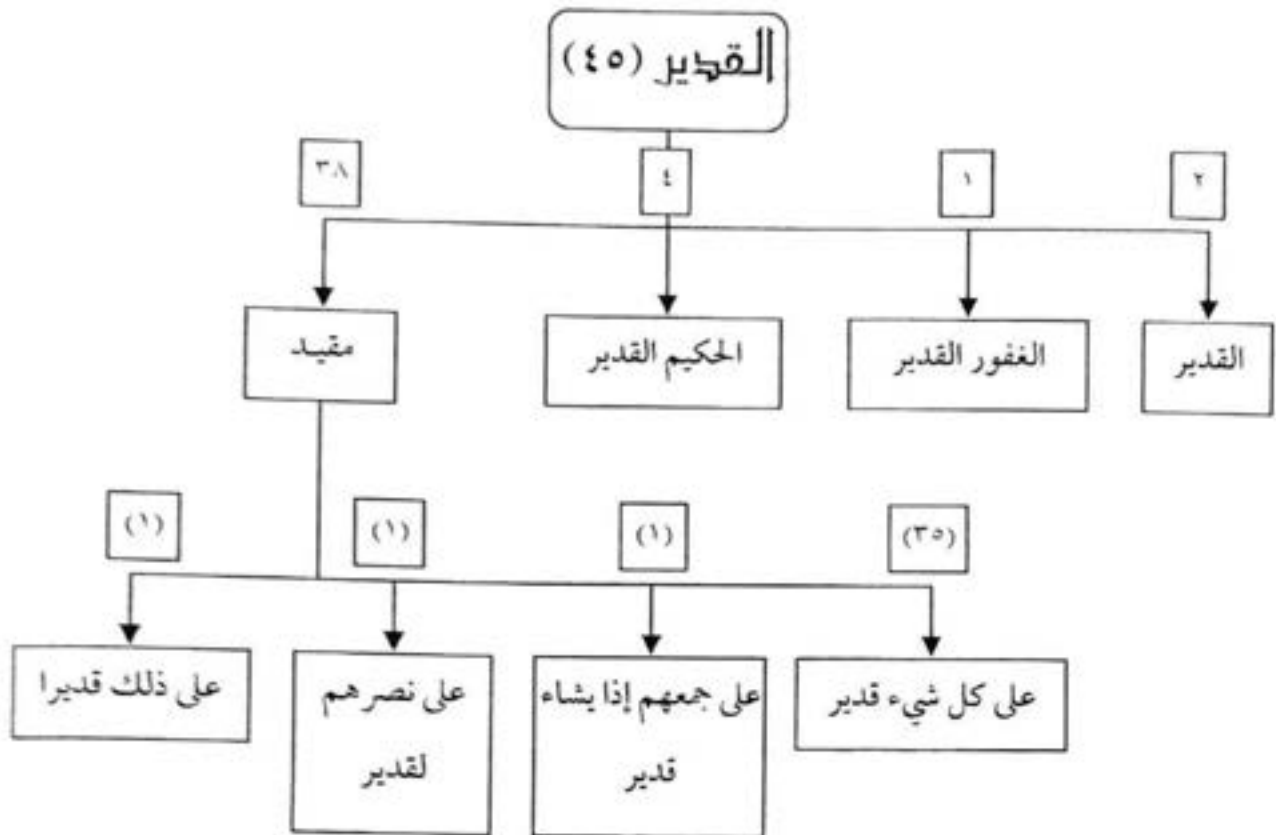 القدير (٤٥)
٢
١
٤
٣٨
القدير
الغفور القدير
الحكيم القدير
مقيد
(٣٥)
(١)
(١)
(١)
على كل شيء قدير
على جمعهم إذا يشاء
قدير
على نصرهم
لقدير
على ذلك قديرا